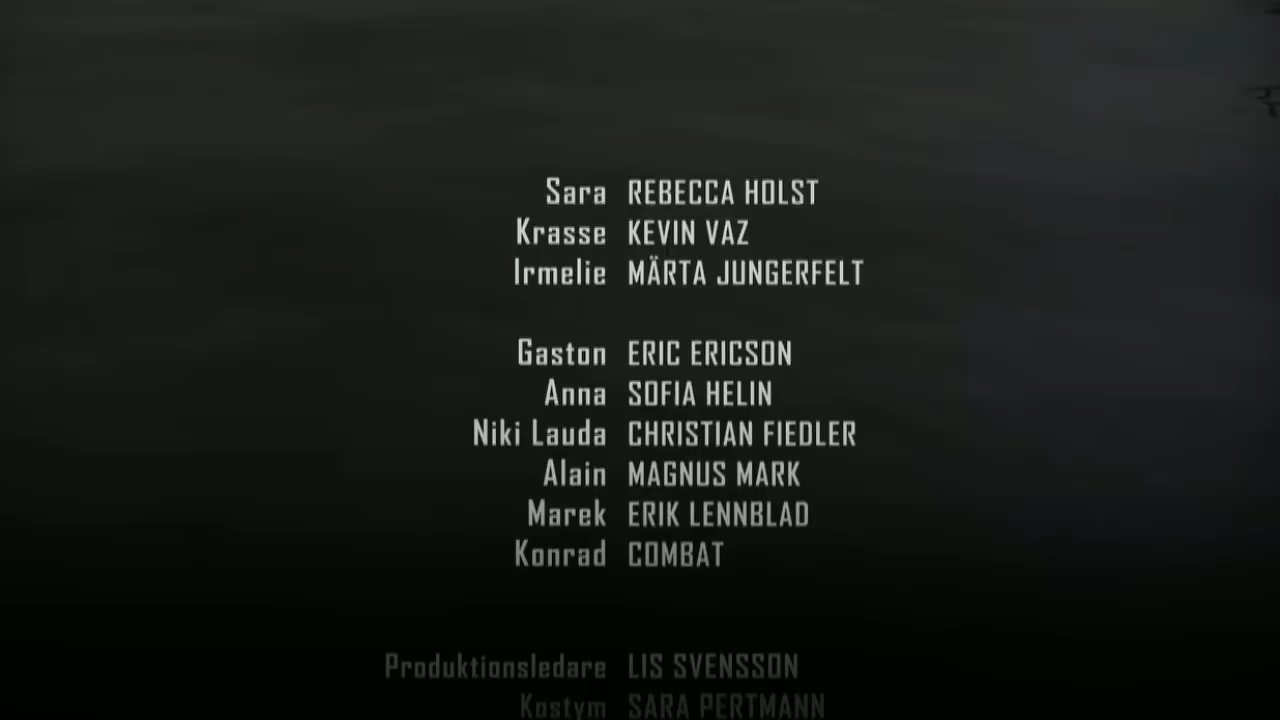 Sara REBECCA HOLST
Krasse KEVIN VAZ
Irmelie MÄRTA JUNGERFELT
Gaston ERIC ERICSON
Anna SOFIA HELIN
Niki Lauda CHRISTIAN FIEDLER
Alain MAGNUS MARK
Marek ERIK LENNBLAD
Konrad COMBAT
Produktionsledare LIS SVENSSON
Kostym SARA PERTMANN